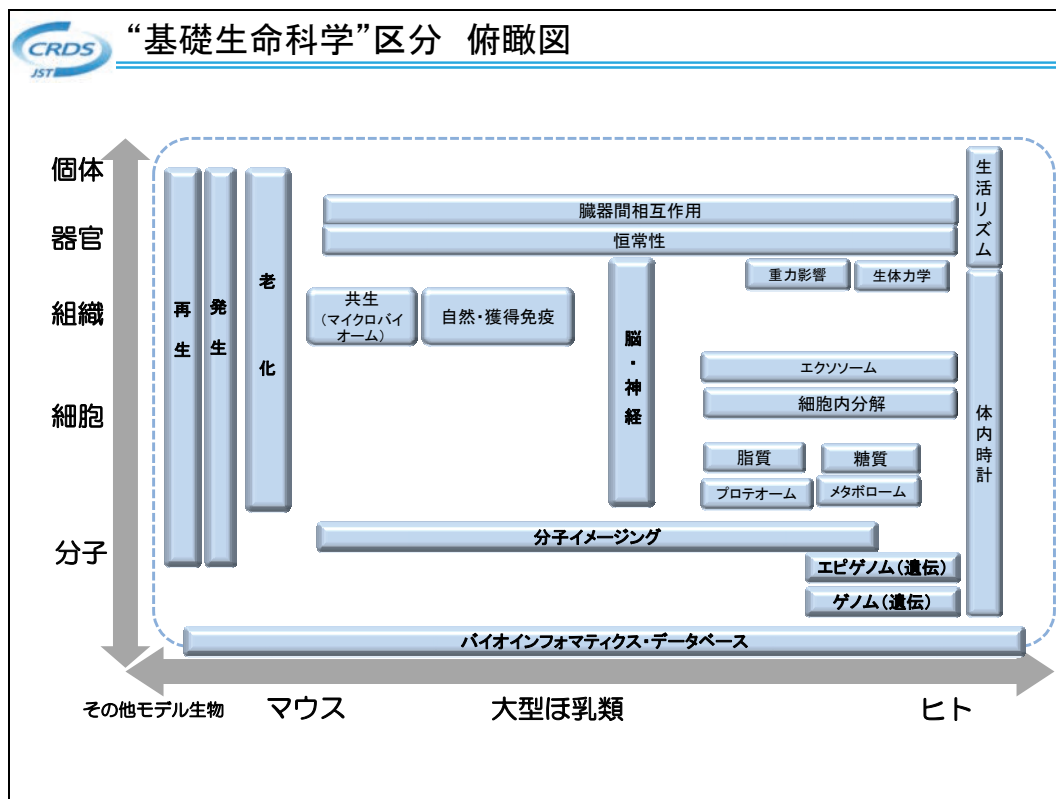 CRDS
JST
“基礎生命科学”区分　俯瞰図
個体
器官
組織
細胞
分子
再生
発生
老化
臓器間相互作用
恒常性
生活リズム
重力影響
生体力学
共生
(マイクロバイ
オーム)
自然・獲得免疫
脳・神経
エクソソーム
細胞内分解
体内時計
脂質
糖質
プロテオーム
メタボローム
分子イメージング
エピゲノム(遺伝)
ゲノム(遺伝)
バイオインフォマティクス・データベース
その他モデル生物
マウス
大型ほ乳類
ヒト